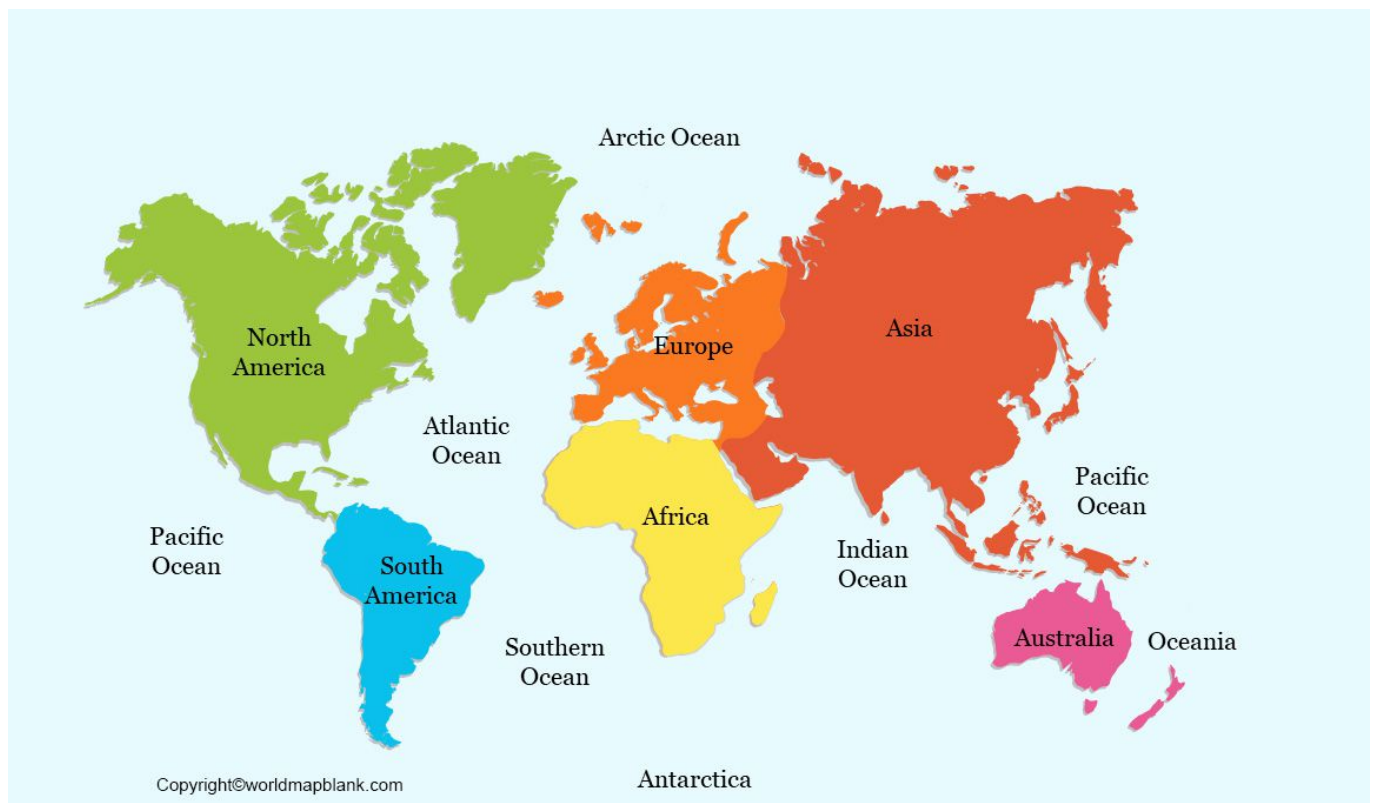 Arctic Ocean
North
America
Europe
Asia
Atlantic
Ocean
Pacific
Ocean
Africa
Pacific
Ocean
Indian
Ocean
South
America
Southern
Ocean
Australia
Oceania
Antarctica
Copyright©worldmapblank.com